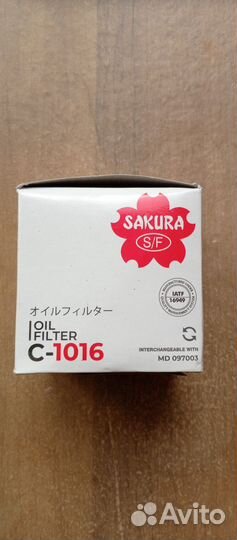 SAKURA
S/F
オイルフィルター
OIL
FILTER
C-1016
IATF
16949
INTERCHANGEABLE WITH
MD 097003
Avito